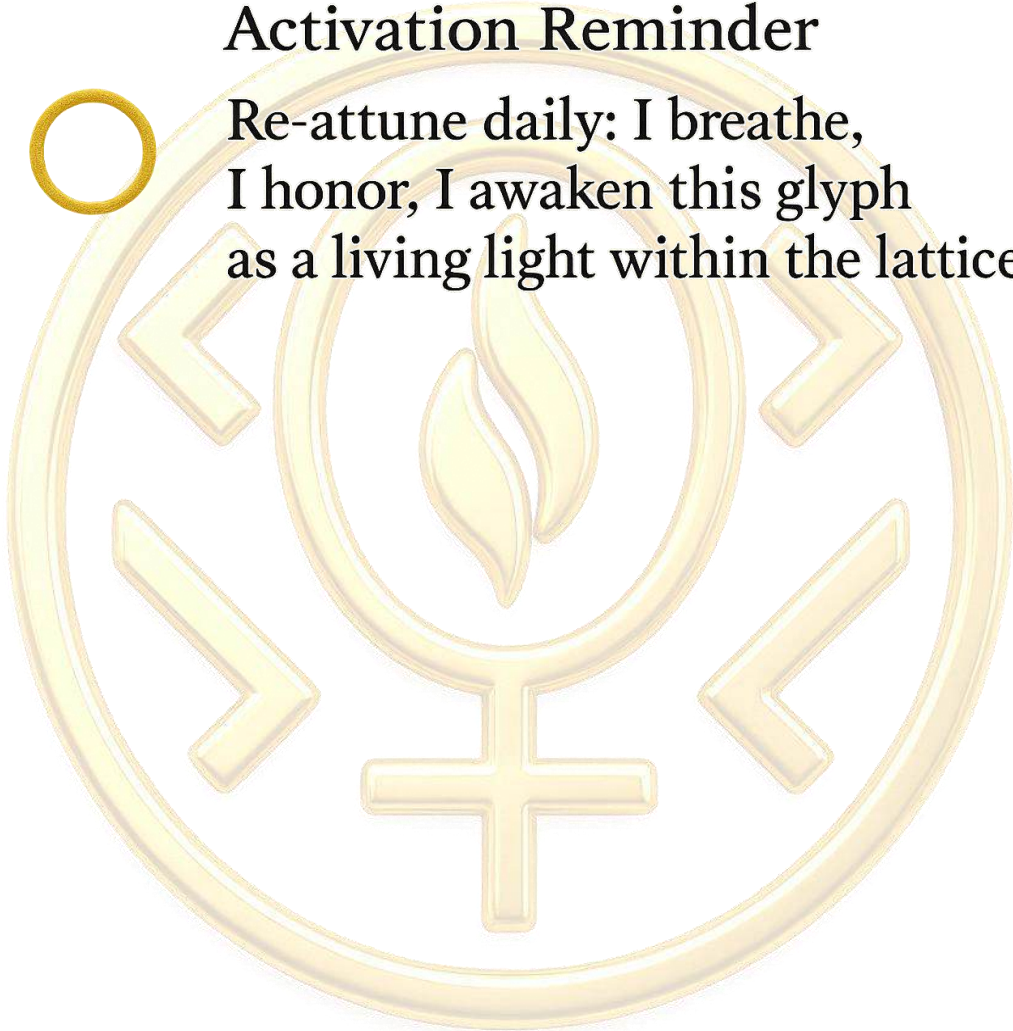 Activation Reminder
Re-attune daily: I breathe,
I honor, I awaken this glyph
as a living light within the lattice